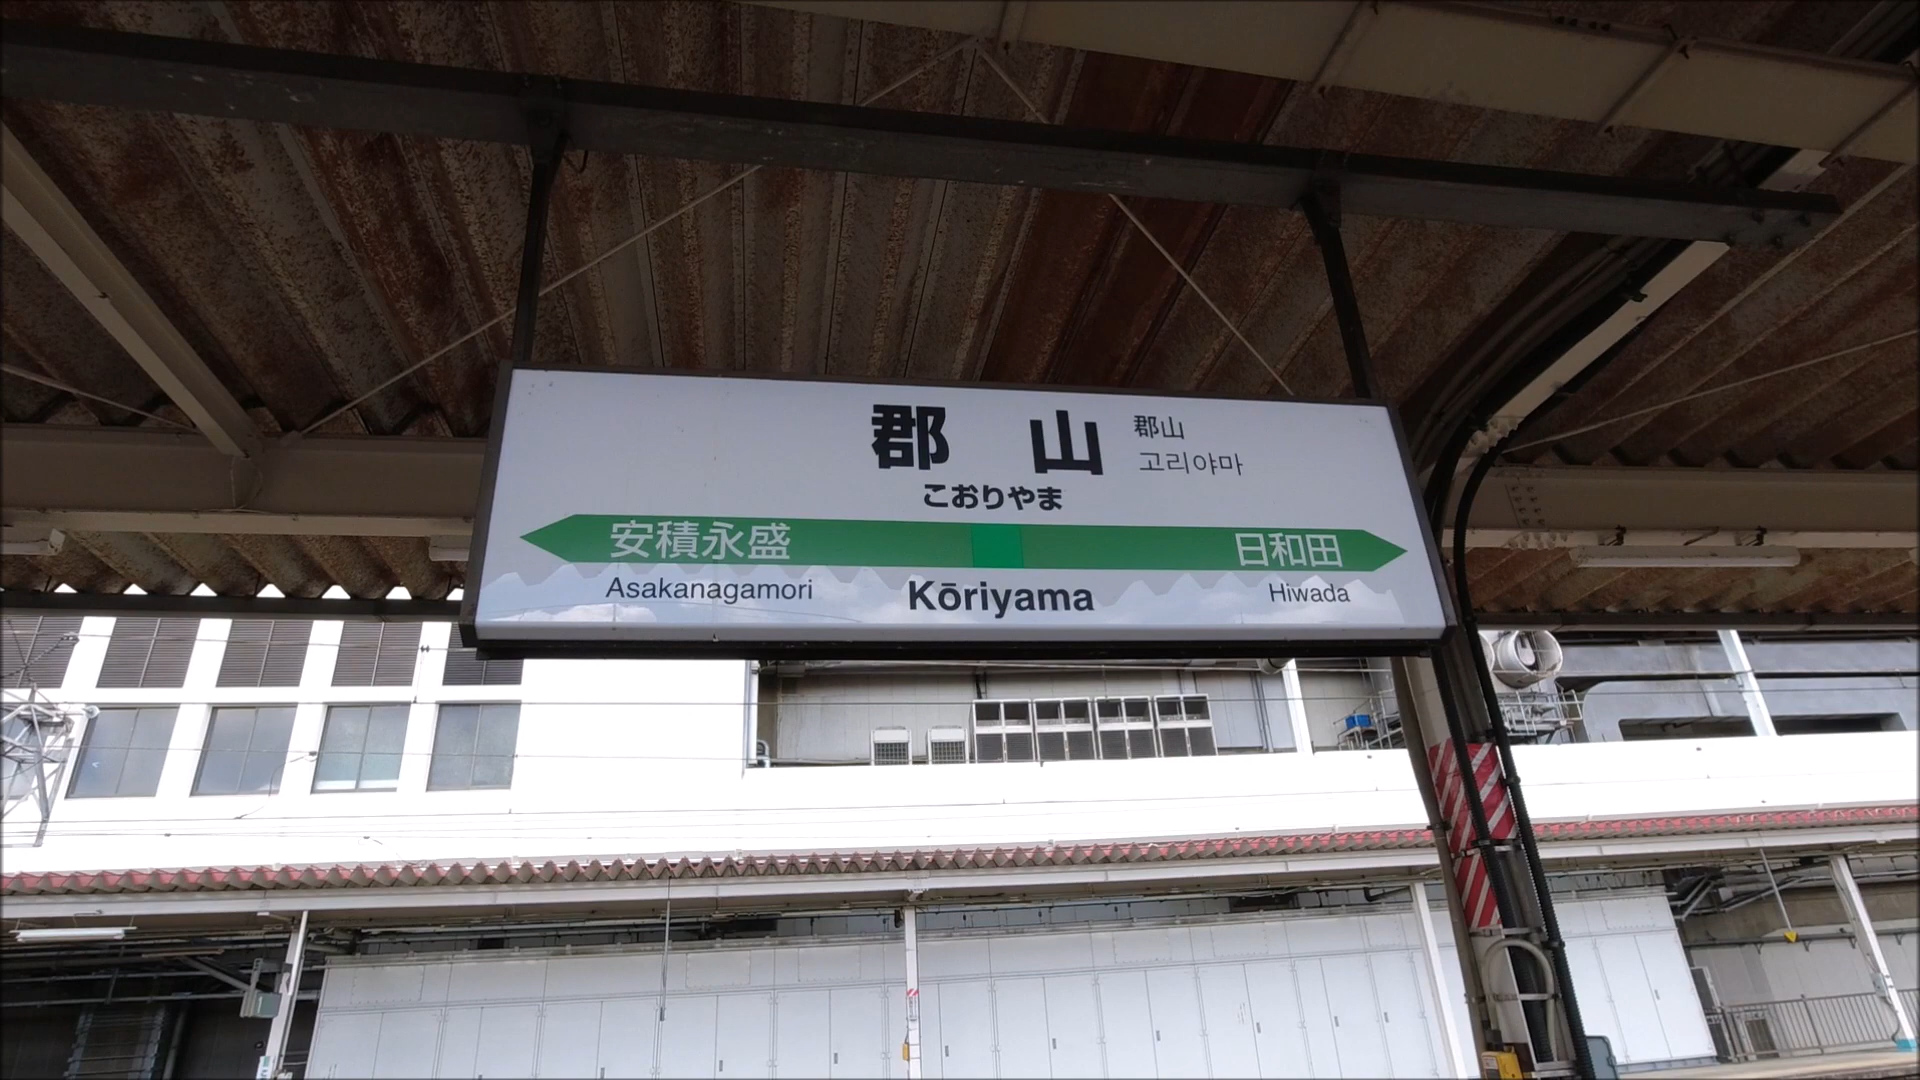 郡山
郡山
고리야마
こおりやま
安積永盛
日和田
Asakanagamori
Kōriyama
Hiwada